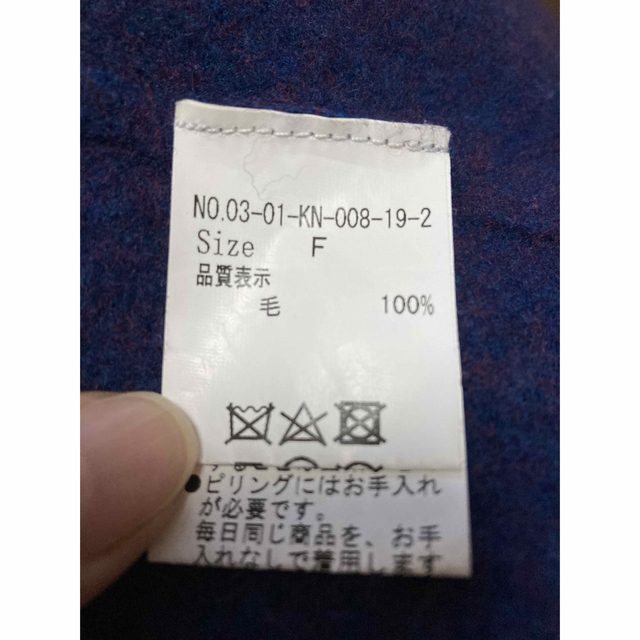 NO.03-01-KN-008-19-2
Size F
品質表示
毛 100%
●ピリングにはお手入れ
が必要です。
毎日同じ商品を、お手
入れなしで着用します